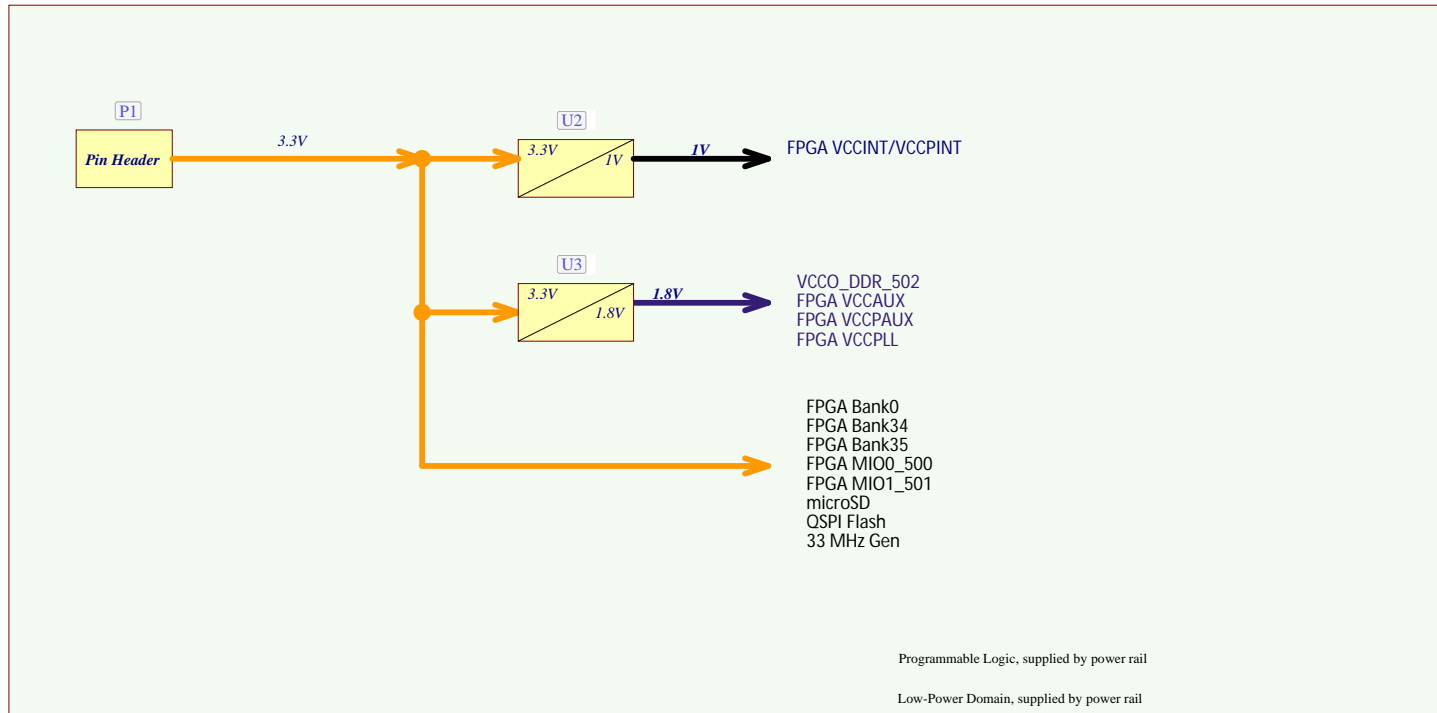 P1
Pin Header
3.3V
U2
3.3V
1V
1V
FPGA VCCINT/VCCPINT
U3
3.3V
1.8V
1.8V
VCCO_DDR_502
FPGA VCCAUX
FPGA VCCPAUX
FPGA VCCPLL
FPGA Bank0
FPGA Bank34
FPGA Bank35
FPGA MIO0_500
FPGA MIO1_501
microSD
QSPI Flash
33 MHz Gen
Programmable Logic, supplied by power rail
Low-Power Domain, supplied by power rail